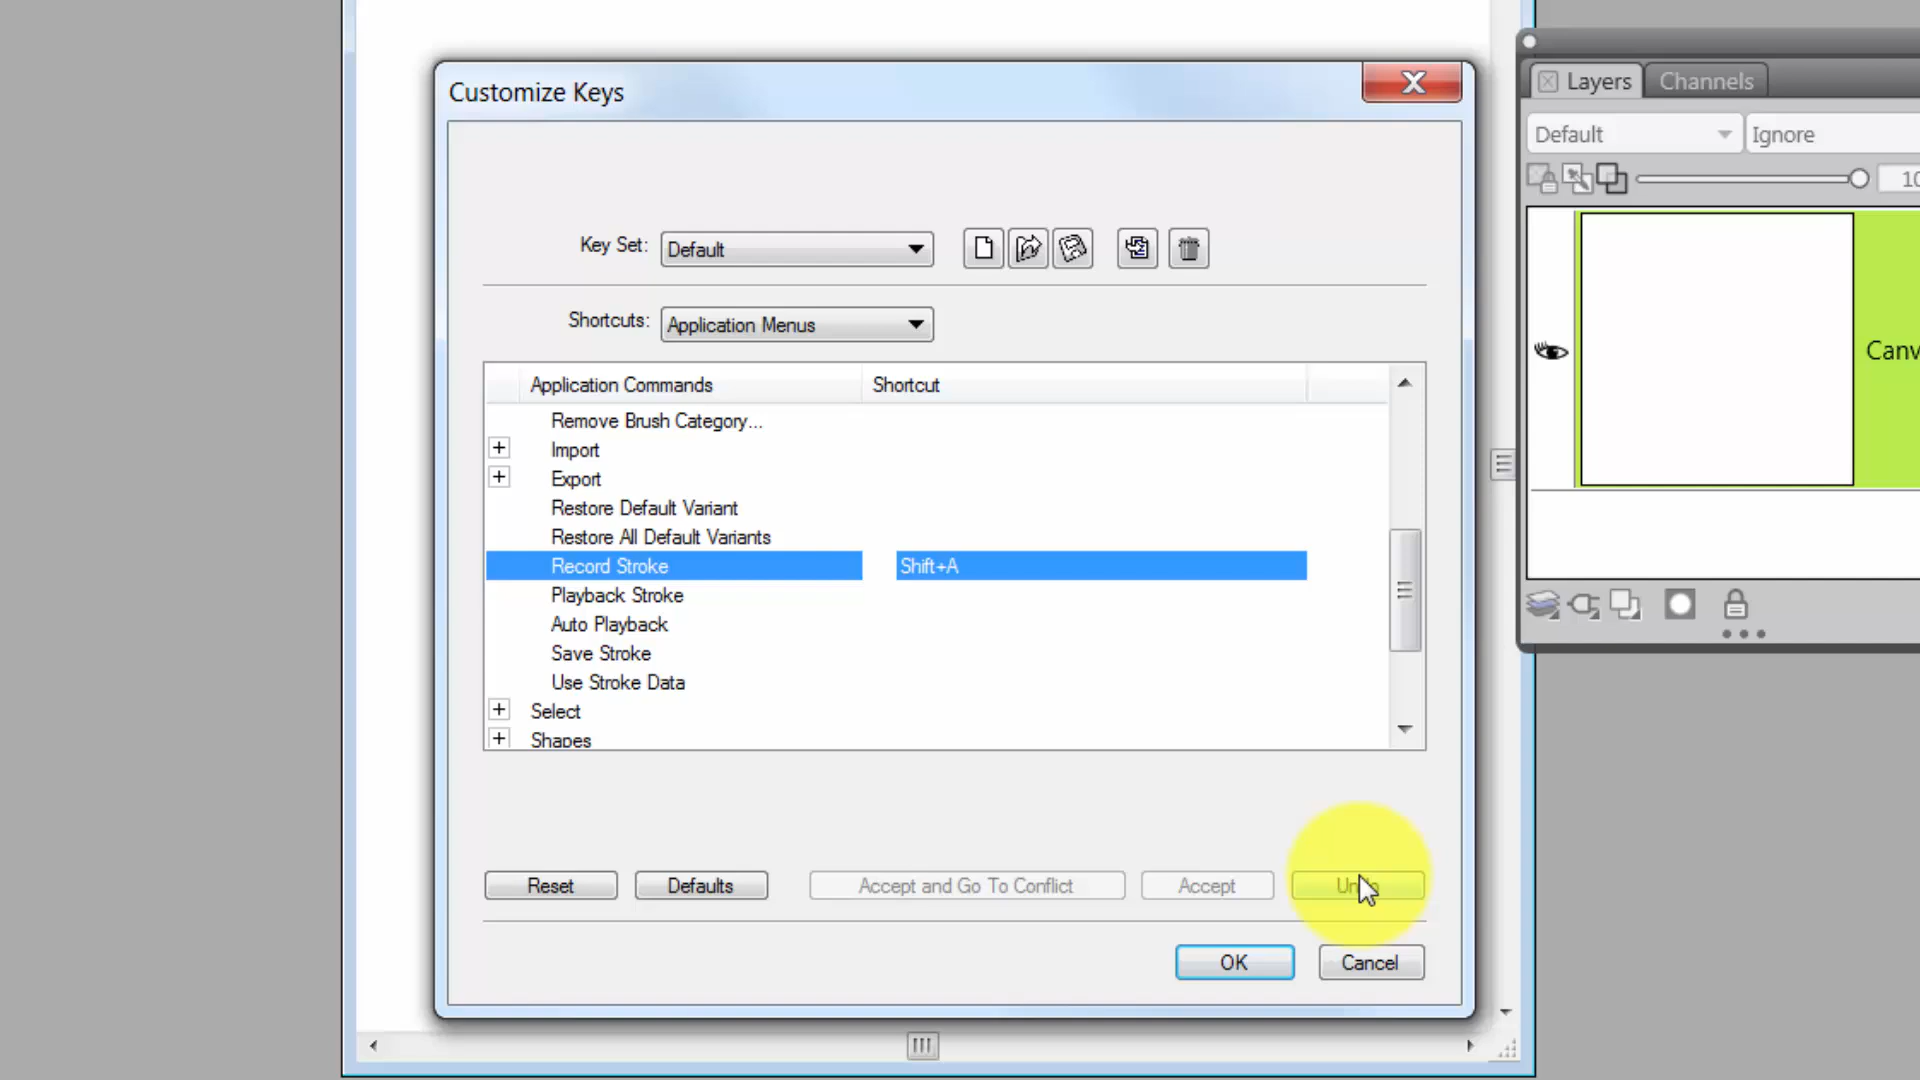 Customize Keys
Layers
Channels
Default
Ignore
Key Set:
Default
Shortcuts:
Application Menus
Application Commands
Shortcut
Remove Brush Category...
Import
Export
Restore Default Variant
Restore All Default Variants
Record Stroke
Shift+A
Playback Stroke
Auto Playback
Save Stroke
Use Stroke Data
Select
Shapes
Reset
Defaults
Accept and Go To Conflict
Accept
OK
Cancel